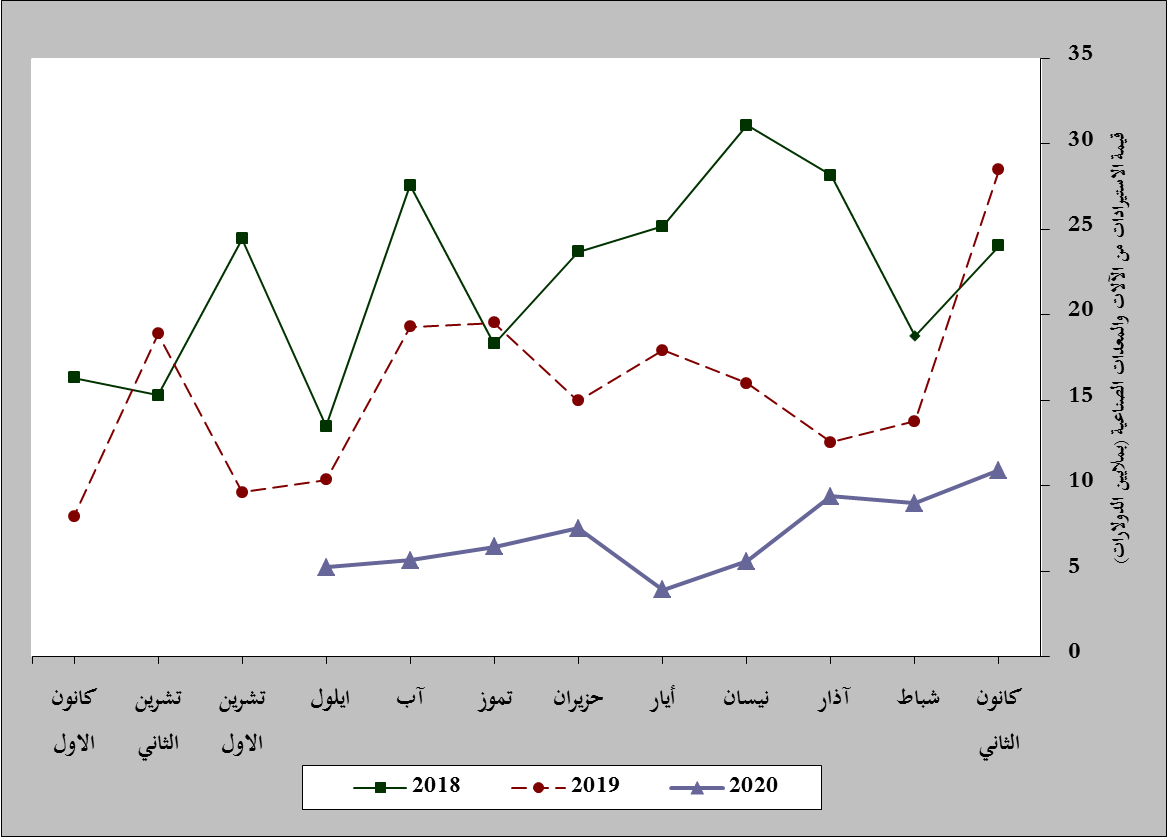 35
30
25
20
15
10
5
0
قيمة الاستيرادات من الآلات والمعدات الصناعية (بملايين الدولارات)
كانون الثاني
شباط
آذار
نيسان
أيار
حزيران
تموز
آب
ايلول
تشرين الاول
تشرين الثاني
كانون الاول
2018
2019
2020